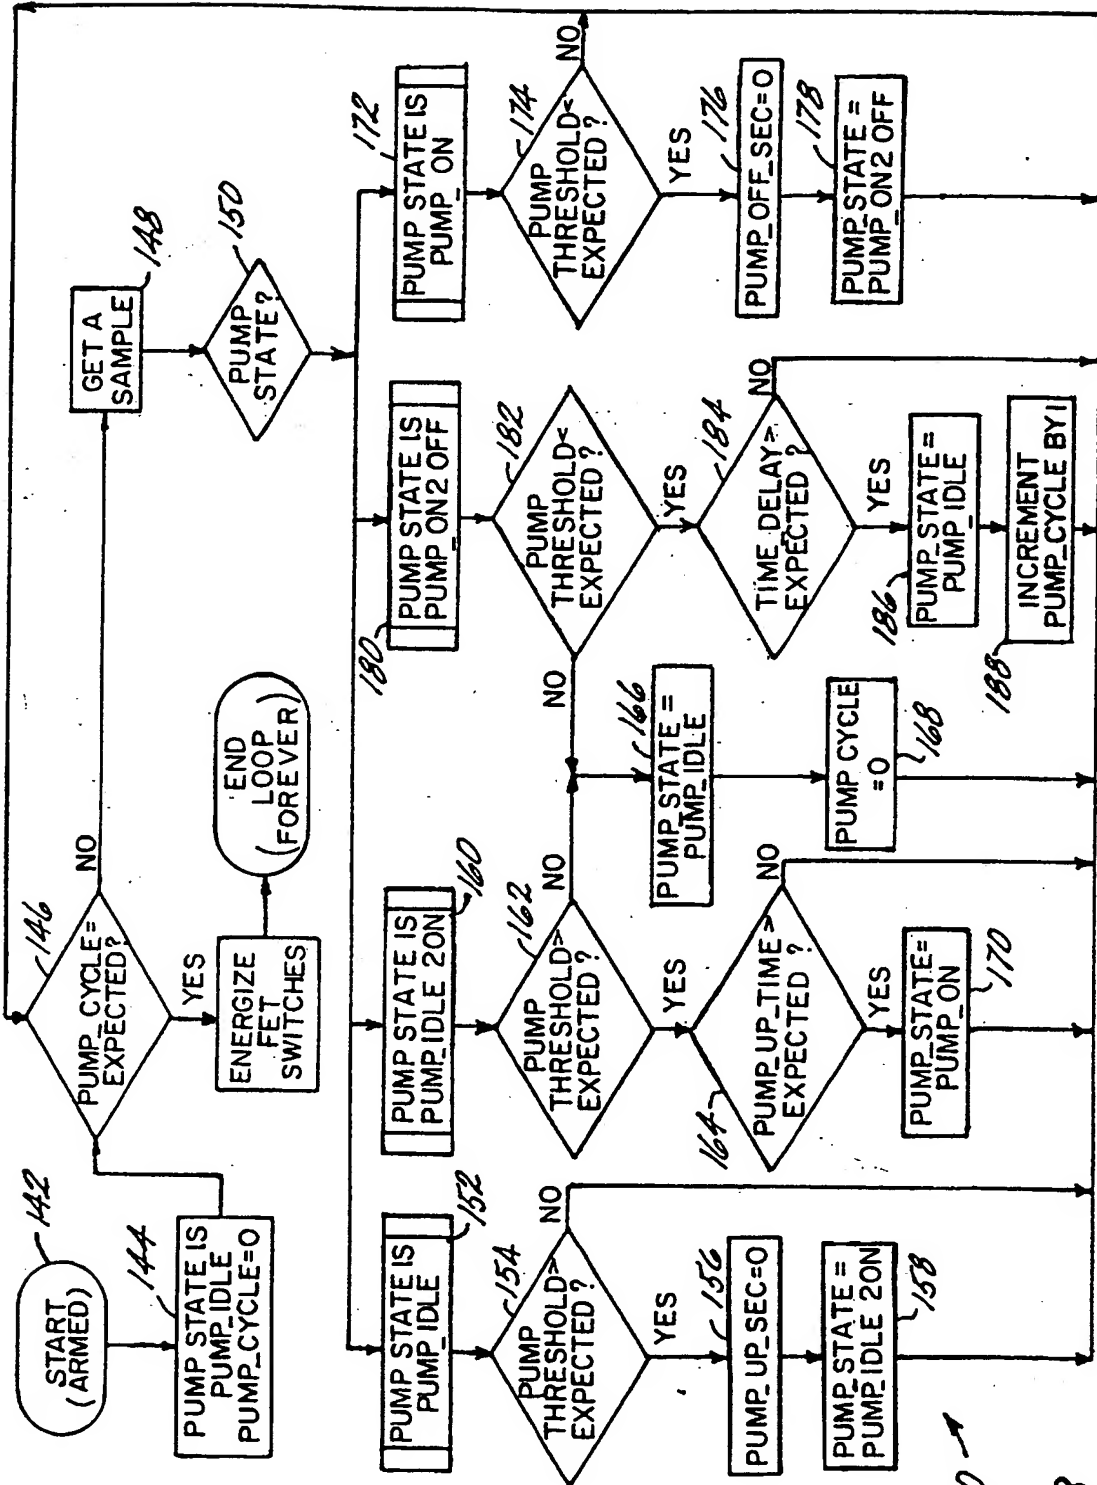 START
(ARMED)
142
144
PUMP STATE IS
PUMP_IDLE
PUMP_CYCLE=0
146
PUMP_CYCLE=
EXPECTED?
NO
YES
ENERGIZE
FET
SWITCHES
END
LOOP
(FOREVER)
GET A
SAMPLE
148
PUMP
STATE?
150
PUMP STATE IS
PUMP_IDLE
152
PUMP
THRESHOLD>
EXPECTED?
154
NO
YES
PUMP_UP_SEC=0
156
PUMP_STATE=
PUMP_IDLE 2ON
158
PUMP STATE IS
PUMP_IDLE 2ON
160
PUMP
THRESHOLD>
EXPECTED?
162
NO
YES
PUMP_UP_TIME>
EXPECTED?
164
NO
YES
PUMP_STATE=
PUMP_ON
170
166
PUMP_STATE=
PUMP_IDLE
PUMP CYCLE
=0
168
180
PUMP STATE IS
PUMP_ON2 OFF
PUMP
THRESHOLD<
EXPECTED?
182
NO
YES
TIME DELAY>
EXPECTED?
184
NO
YES
PUMP_STATE=
PUMP_IDLE
186
INCREMENT
PUMP_CYCLE BY1
188
PUMP STATE IS
PUMP_ON
172
PUMP
THRESHOLD<
EXPECTED?
174
NO
YES
PUMP_OFF_SEC=0
176
PUMP_STATE=
PUMP_ON2 OFF
178